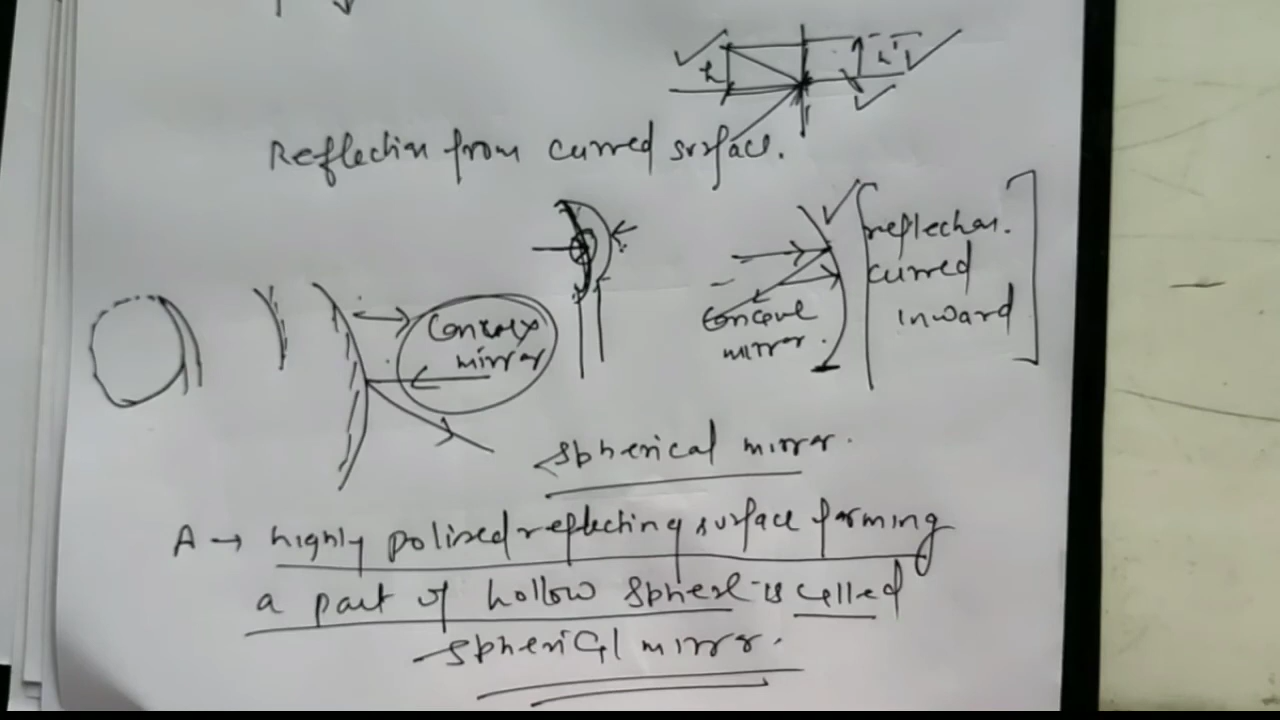 h h'
Reflection from curved surface.
reflection.
curved
inward
Convex
mirror
Concave
mirror.
Spherical mirror.
A → highly polised reflecting surface forming
a part of hollow sphere is called
spherical mirror.